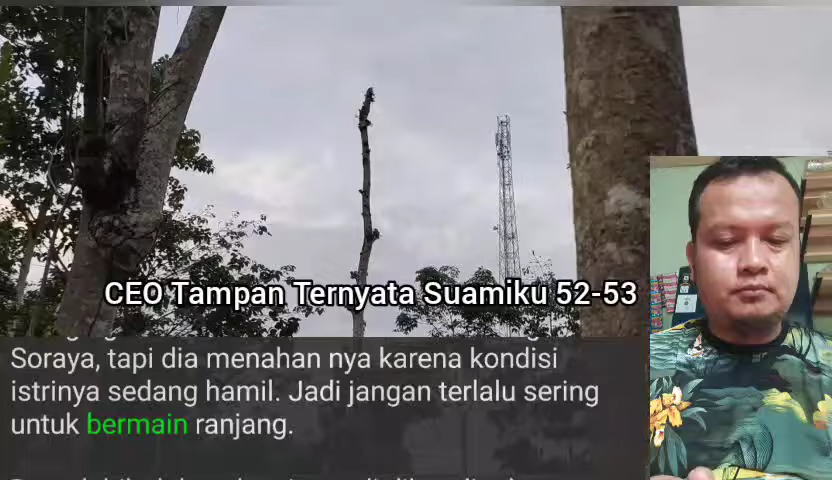 CEO Tampan Ternyata Suamiku 52-53
Soraya, tapi dia menahan nya karena kondisi
istrinya sedang hamil. Jadi jangan terlalu sering
untuk bermain ranjang.